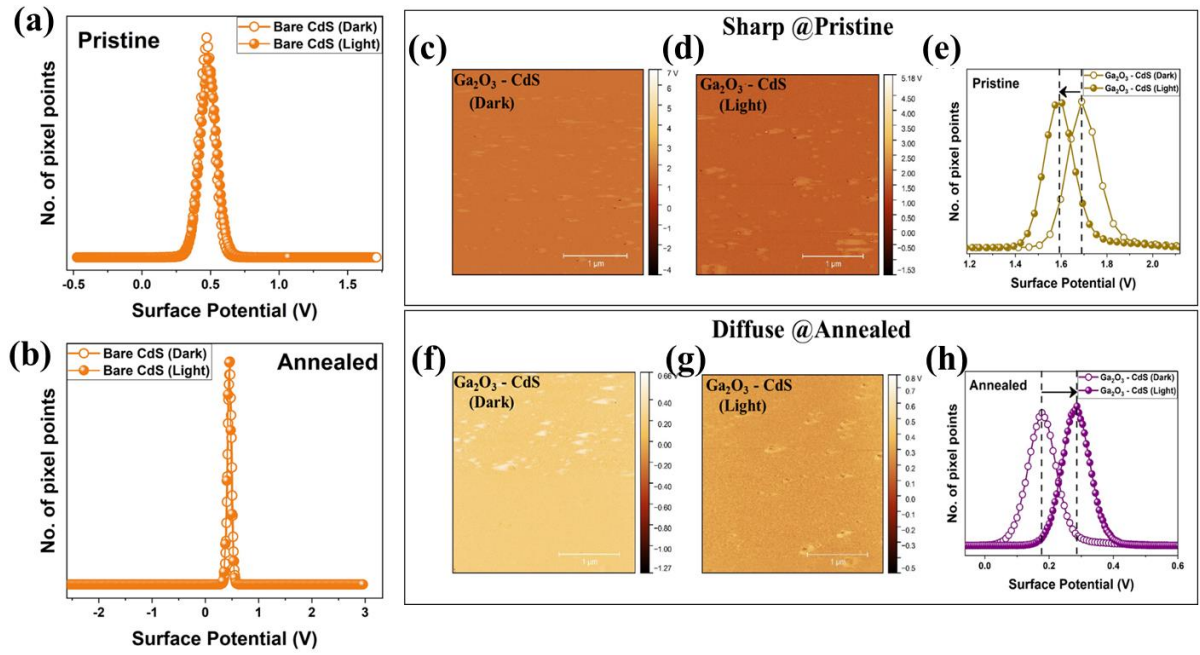 (a)
Pristine
Bare CdS (Dark)
Bare CdS (Light)
No. of pixel points
-0.5 0.0 0.5 1.0 1.5
Surface Potential (V)
(b)
Bare CdS (Dark)
Bare CdS (Light)
Annealed
No. of pixel points
-2 -1 0 1 2 3
Surface Potential (V)
Sharp @Pristine
(c)
Ga₂O₃ - CdS
(Dark)
1 µm
7 V
6
5
4
3
2
1
0
−1
−2
−4
(d)
Ga₂O₃ - CdS
(Light)
1 µm
5.18 V
4.50
4.00
3.50
3.00
2.50
2.00
1.50
1.00
0.50
0.00
−0.50
−1.53
(e)
Pristine
Ga₂O₃ - CdS (Dark)
Ga₂O₃ - CdS (Light)
No. of pixel points
1.2 1.4 1.6 1.8 2.0
Surface Potential (V)
Diffuse @Annealed
(f)
Ga₂O₃ - CdS
(Dark)
1 µm
0.40
0.20
0.00
−0.20
−0.40
−0.60
−0.80
−1.00
−1.27
(g)
Ga₂O₃ - CdS
(Light)
1 µm
0.8 V
0.7
0.6
0.5
0.4
0.3
0.2
0.1
0.0
−0.1
−0.2
−0.3
−0.5
(h)
Annealed
Ga₂O₃ - CdS (Dark)
Ga₂O₃ - CdS (Light)
No. of pixel points
0.0 0.2 0.4 0.6
Surface Potential (V)